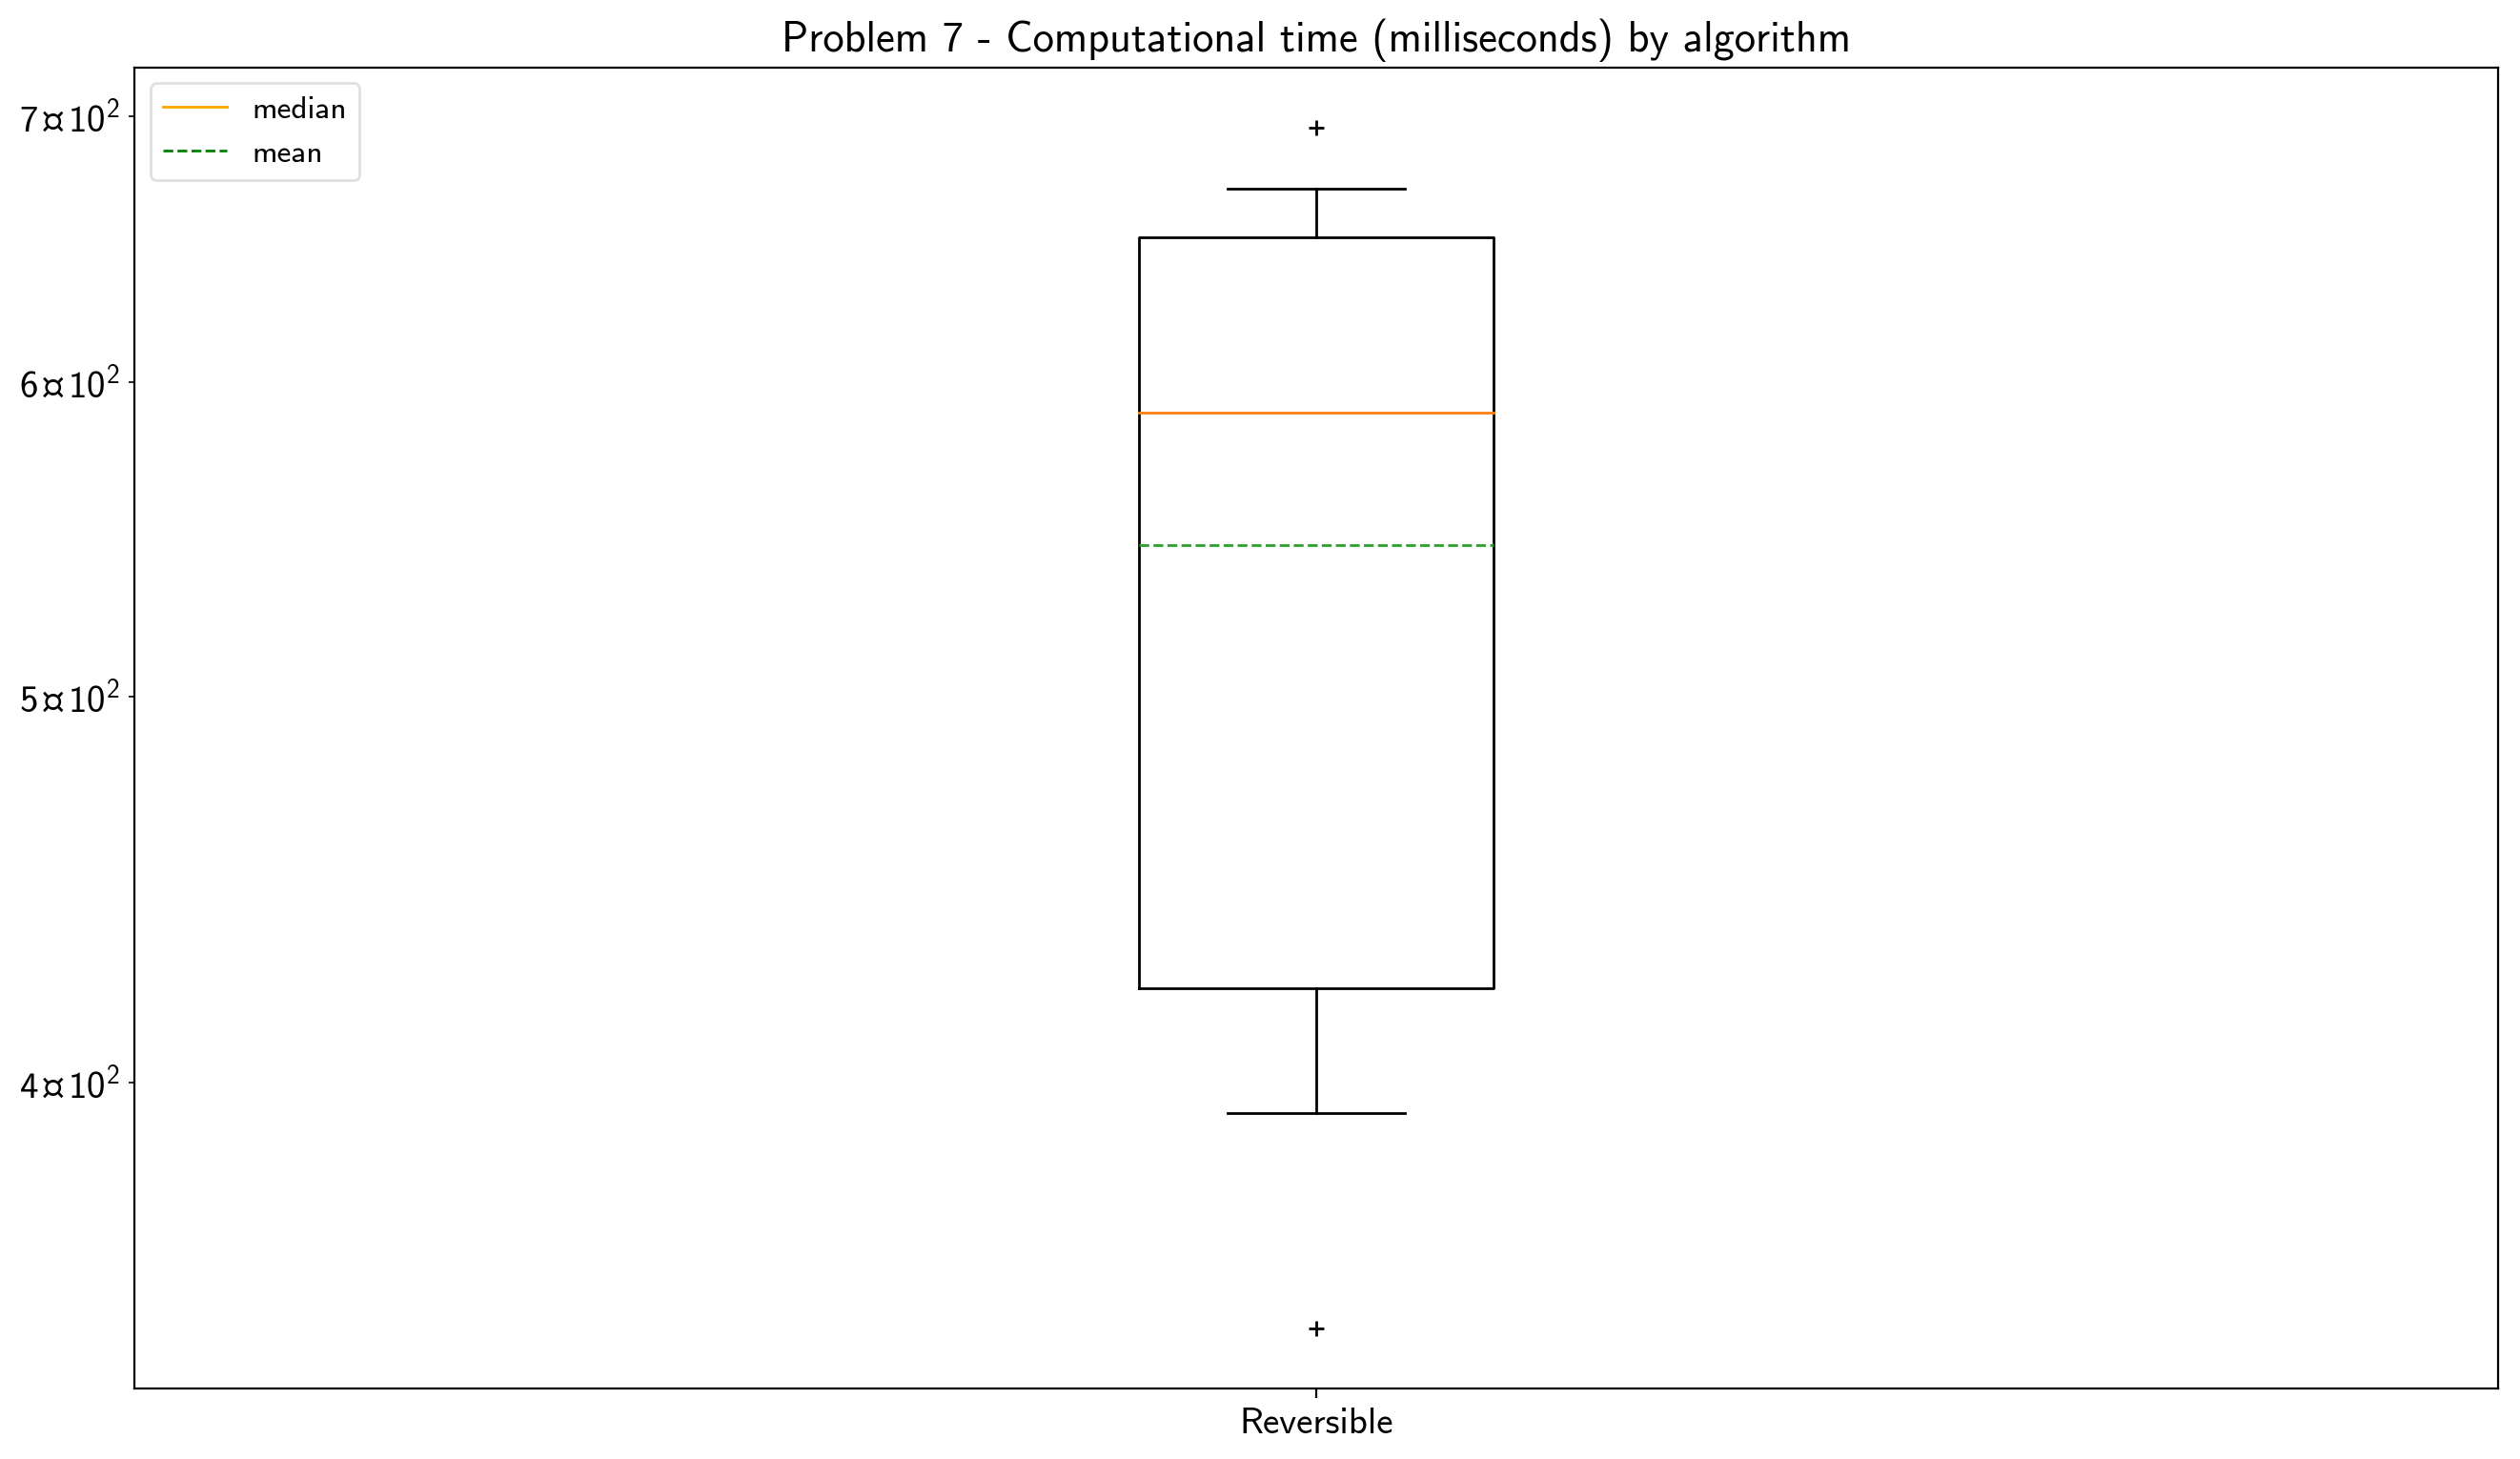 Problem 7 - Computational time (milliseconds) by algorithm
median
mean
7¤10²
6¤10²
5¤10²
4¤10²
Reversible